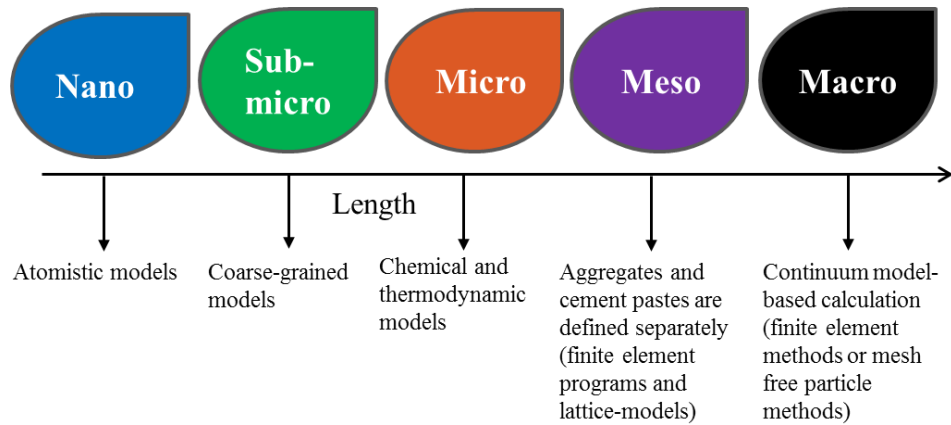 Nano
Sub-
micro
Micro
Meso
Macro
Length
Atomistic models
Coarse-grained
models
Chemical and
thermodynamic
models
Aggregates and
cement pastes are
defined separately
(finite element
programs and
lattice-models)
Continuum model-
based calculation
(finite element
methods or mesh
free particle
methods)